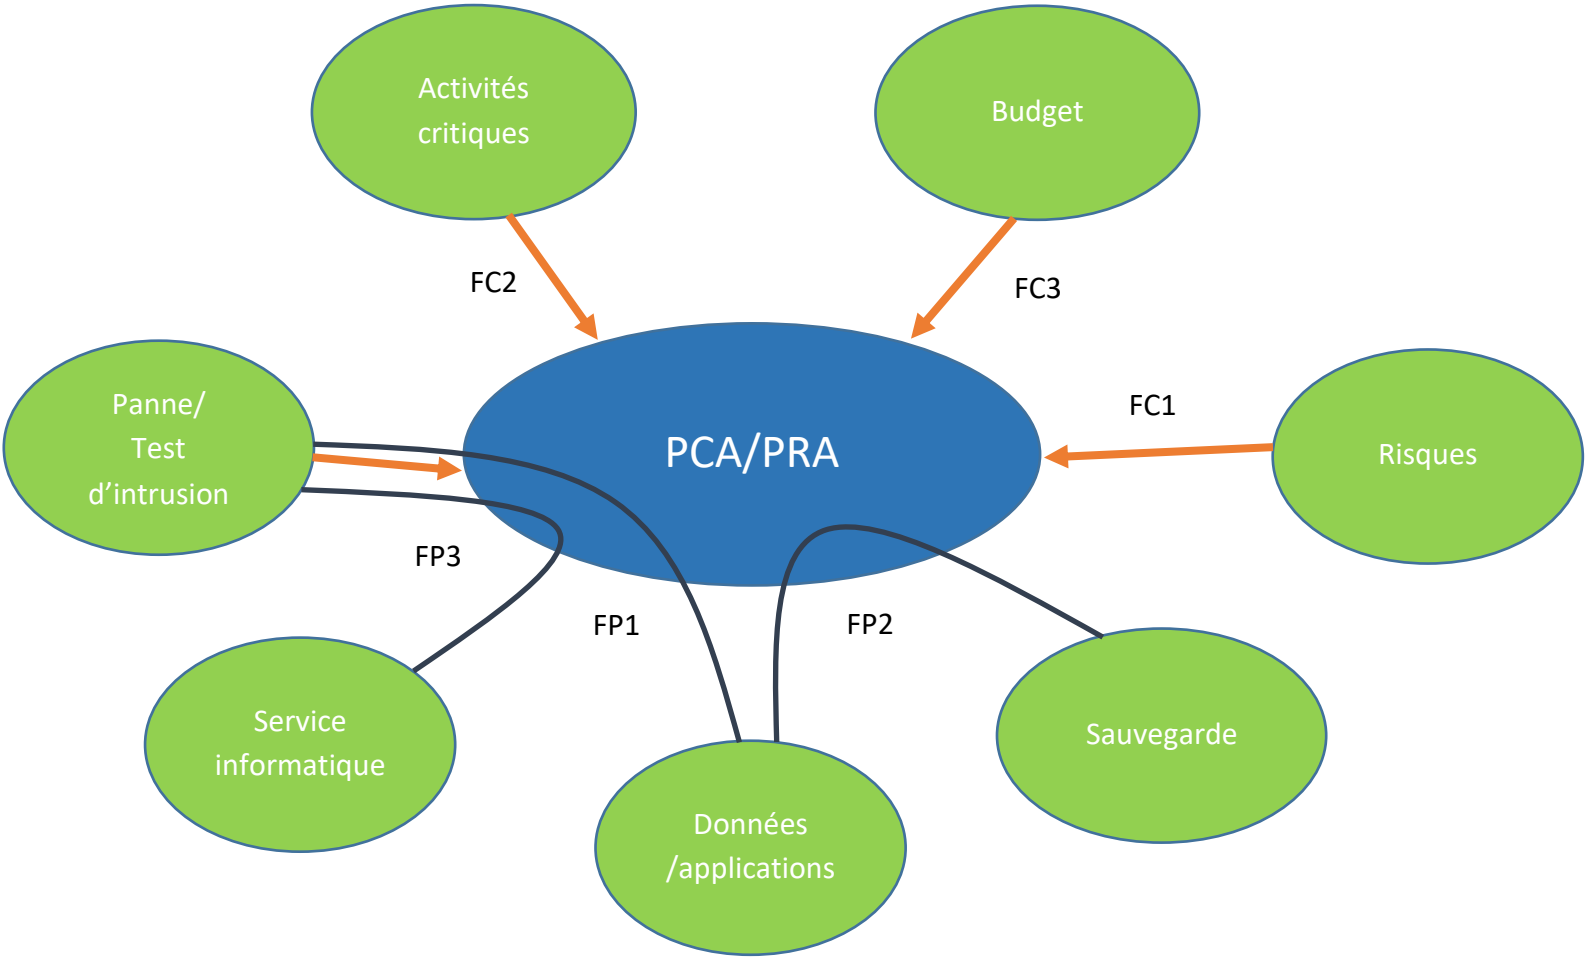 Activités
critiques
Budget
FC2
FC3
Panne/
Test
d'intrusion
PCA/PRA
FC1
Risques
FP3
FP1
FP2
Service
informatique
Données
/applications
Sauvegarde